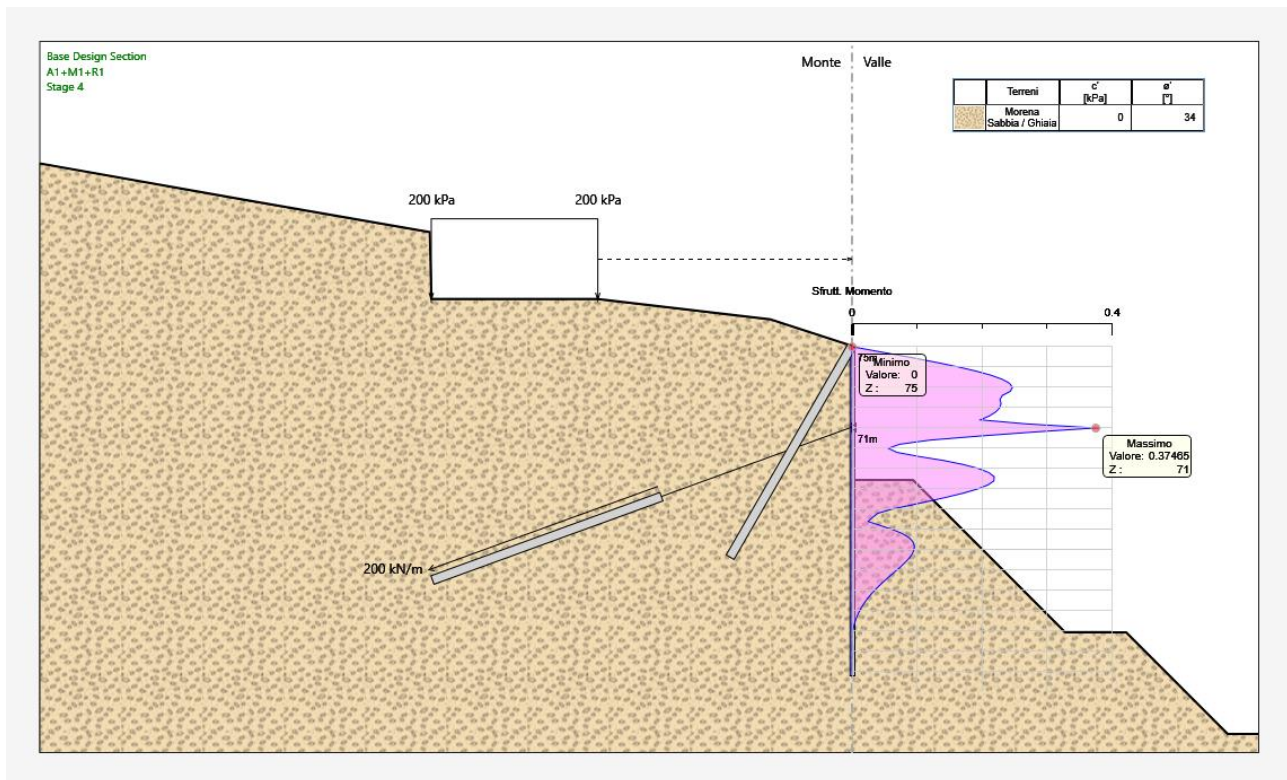 Base Design Section
A1+M1+R1
Stage 4
Monte
Valle
Terreni
c'
[kPa]
ø'
[°]
Morena
Sabbia / Ghiaia
0
34
200 kPa
200 kPa
Sfrutt. Momento
0
0.4
75m
Minimo
Valore: 0
Z : 75
71m
Massimo
Valore: 0.37465
Z : 71
200 kN/m